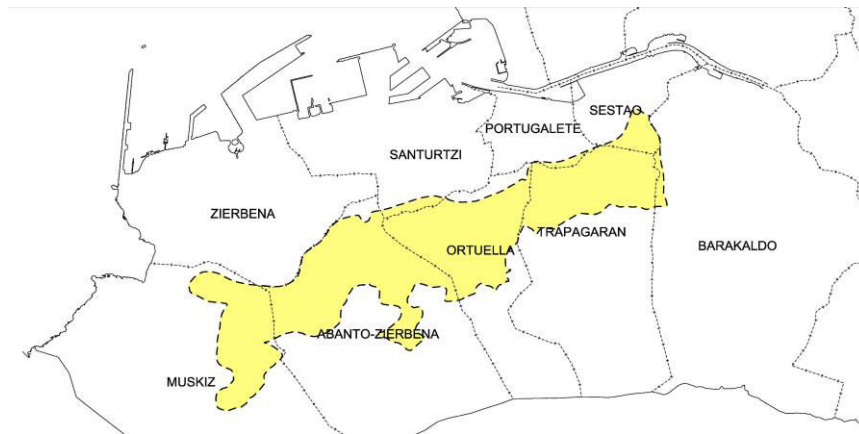 SESTAO
PORTUGALETE
SANTURTZI
ZIERBENA
TRAPAGARAN
ORTUELLA
BARAKALDO
ABANTO-ZIERBENA
MUSKIZ